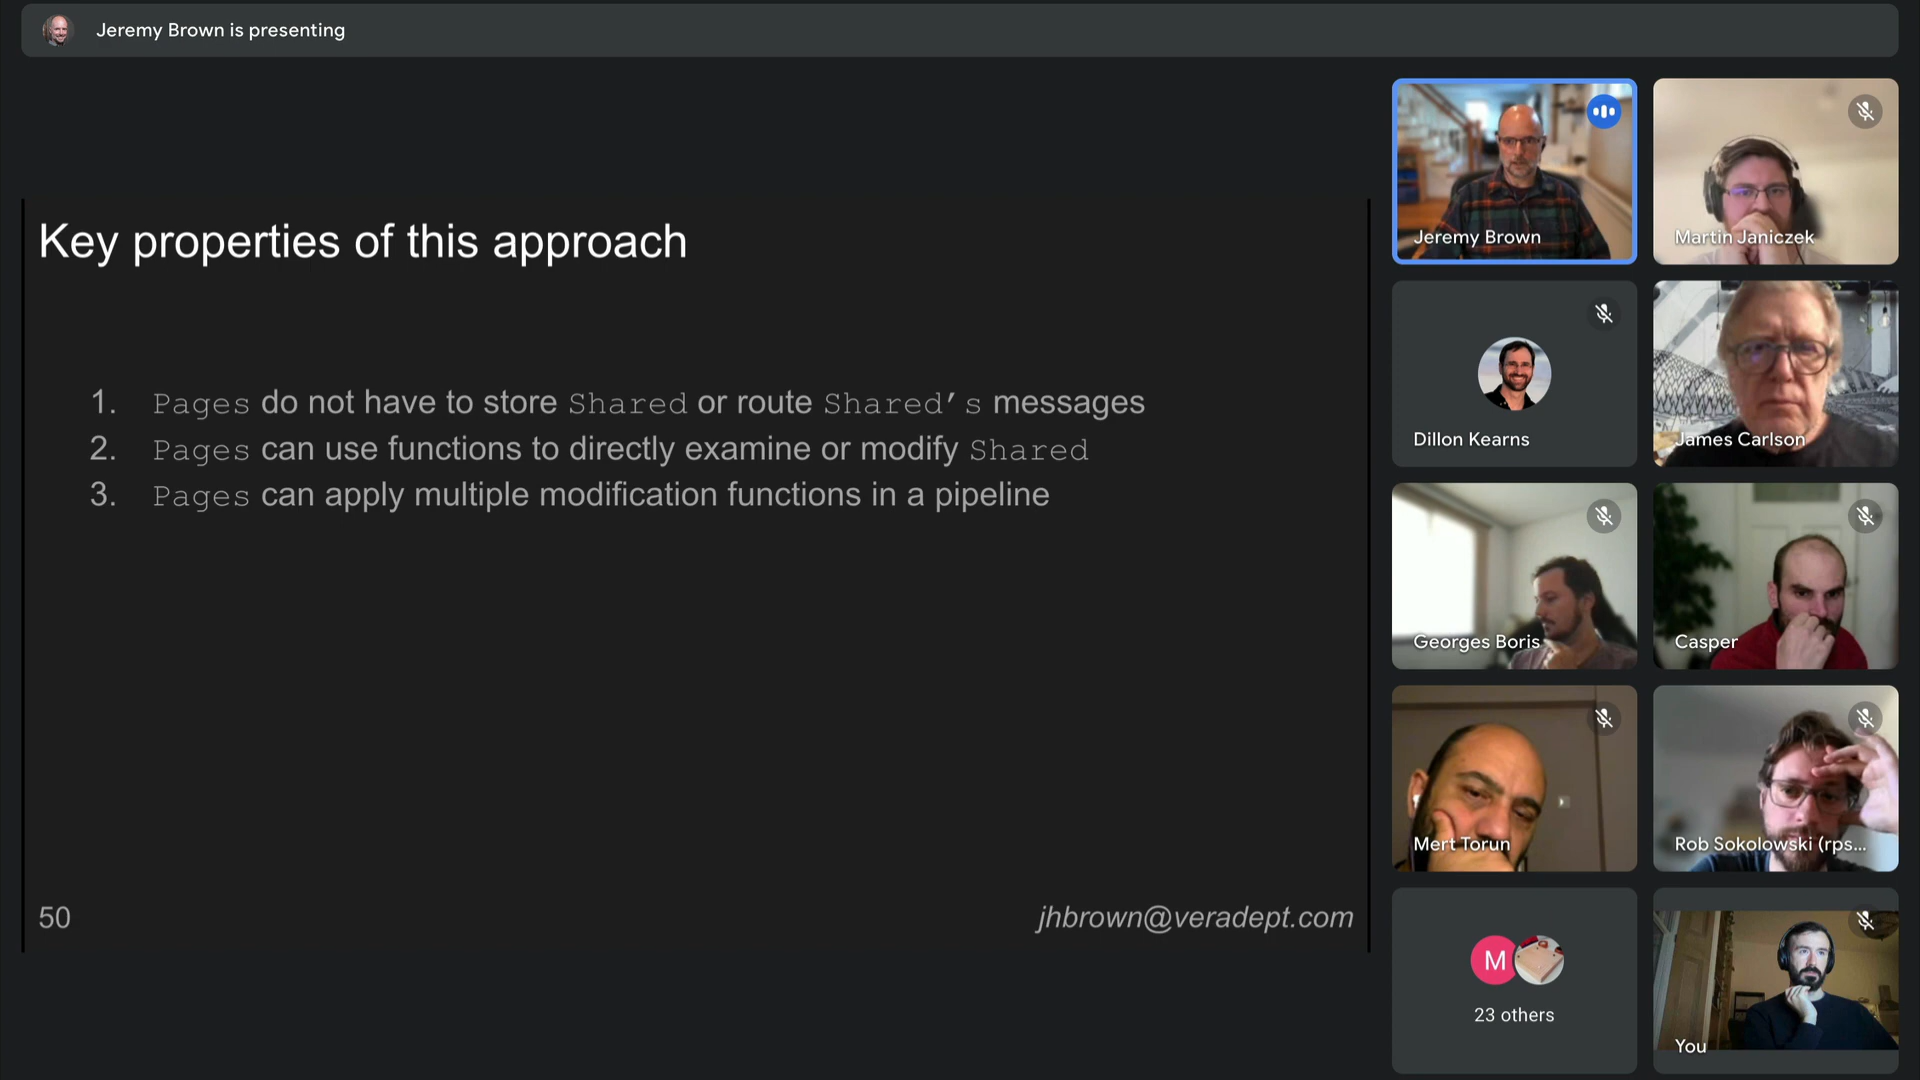 Jeremy Brown is presenting
Key properties of this approach
1. Pages do not have to store Shared or route Shared’s messages
2. Pages can use functions to directly examine or modify Shared
3. Pages can apply multiple modification functions in a pipeline
50
jhbrown@veradept.com
Jeremy Brown
Martin Janiczek
Dillon Kearns
James Carlson
Georges Boris
Casper
Mert Torun
Rob Sokolowski (rps...
M
23 others
You